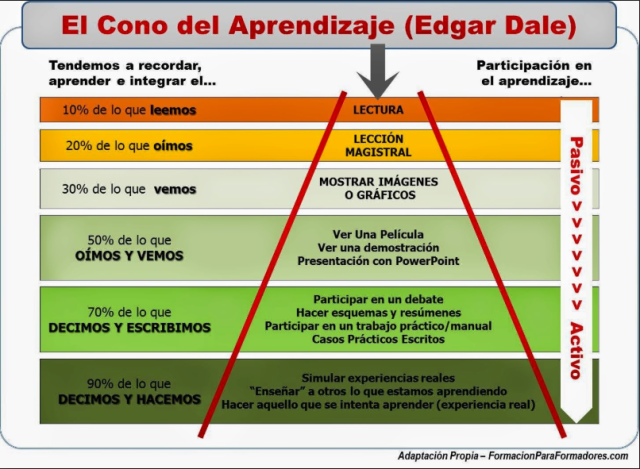 El Cono del Aprendizaje (Edgar Dale)
Tendemos a recordar,
aprender e integrar el...
Participación en
el aprendizaje...
10% de lo que leemos
LECTURA
20% de lo que oímos
LECCIÓN
MAGISTRAL
30% de lo que vemos
MOSTRAR IMÁGENES
O GRÁFICOS
50% de lo que
OÍMOS Y VEMOS
Ver Una Película
Ver una demostración
Presentación con PowerPoint
70% de lo que
DECIMOS Y ESCRIBIMOS
Participar en un debate
Hacer esquemas y resúmenes
Participar en un trabajo práctico/manual
Casos Prácticos Escritos
90% de lo que
DECIMOS Y HACEMOS
Simular experiencias reales
"Enseñar" a otros lo que estamos aprendiendo
Hacer aquello que se intenta aprender (experiencia real)
Pasivo > > > > > > > Activo
Adaptación Propia – FormacionParaFormadores.com